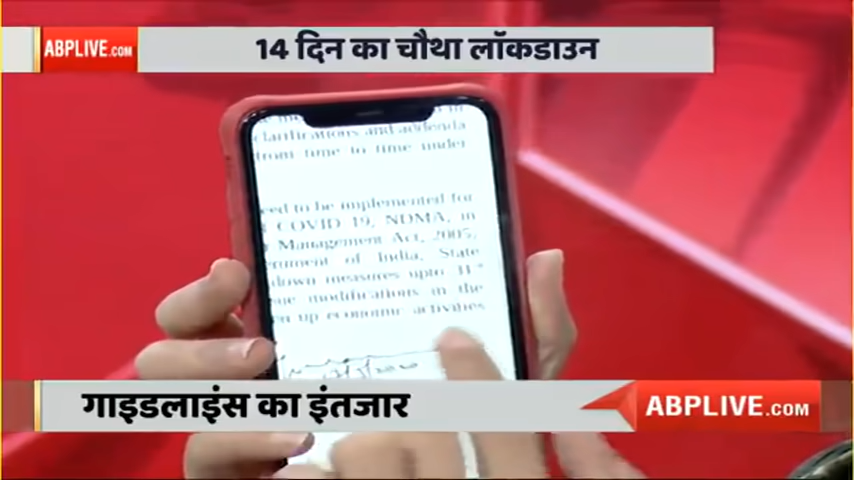 ABPLIVE.COM
14 दिन का चौथा लॉकडाउन
clarifications and addenda
from time to time under
eed to be implemented for
COVID 19, NDMA, in
Management Act, 2005,
ernment of India, State
down measures upto 31
modifications in the
en up economic activities
गाइडलाइंस का इंतजार
ABPLIVE.COM